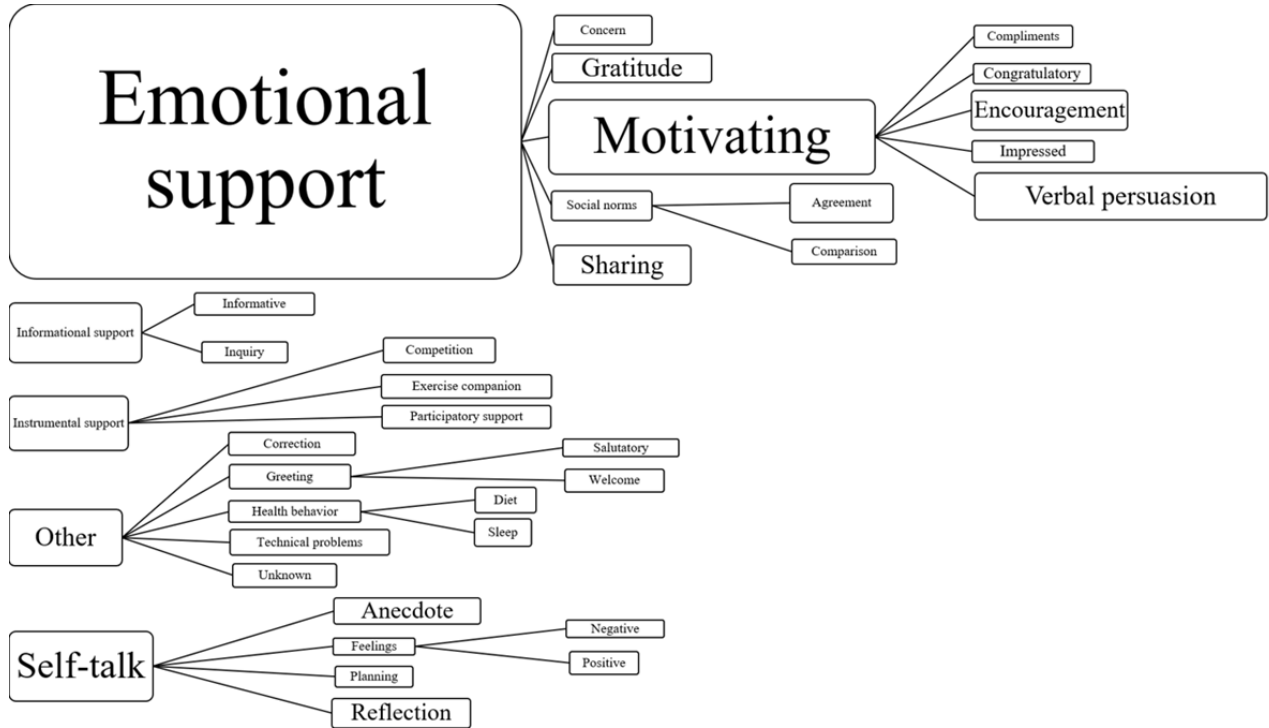 Emotional
support
Concern
Gratitude
Motivating
Social norms
Sharing
Compliments
Congratulatory
Encouragement
Impressed
Verbal persuasion
Agreement
Comparison
Informational support
Informative
Inquiry
Instrumental support
Competition
Exercise companion
Participatory support
Other
Correction
Greeting
Health behavior
Technical problems
Unknown
Salutatory
Welcome
Diet
Sleep
Self-talk
Anecdote
Feelings
Planning
Reflection
Negative
Positive